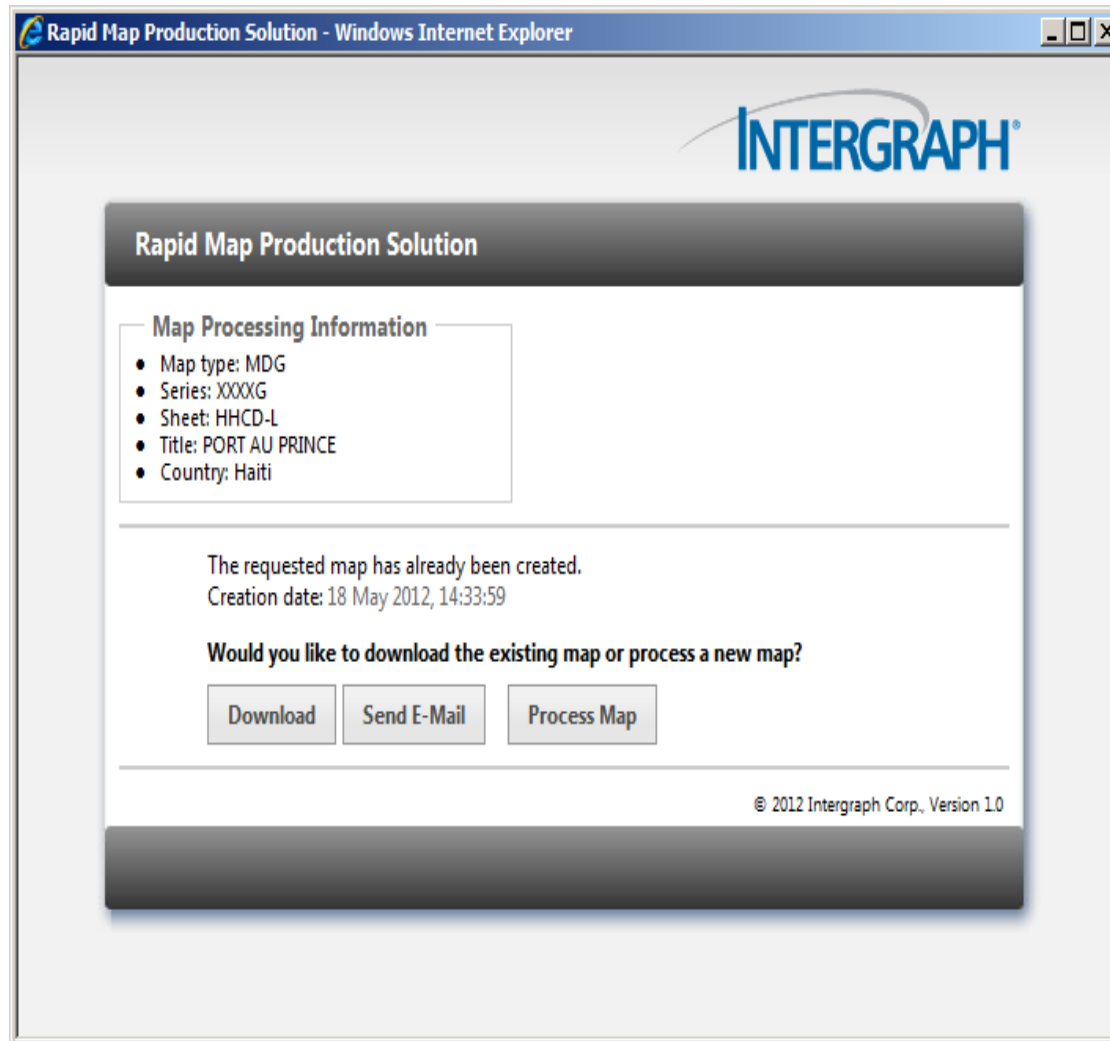 Rapid Map Production Solution - Windows Internet Explorer
INTERGRAPH®
Rapid Map Production Solution
Map Processing Information
● Map type: MDG
● Series: XXXXG
● Sheet: HHCD-L
● Title: PORT AU PRINCE
● Country: Haiti
The requested map has already been created.
Creation date: 18 May 2012, 14:33:59
Would you like to download the existing map or process a new map?
Download Send E-Mail Process Map
© 2012 Intergraph Corp., Version 1.0